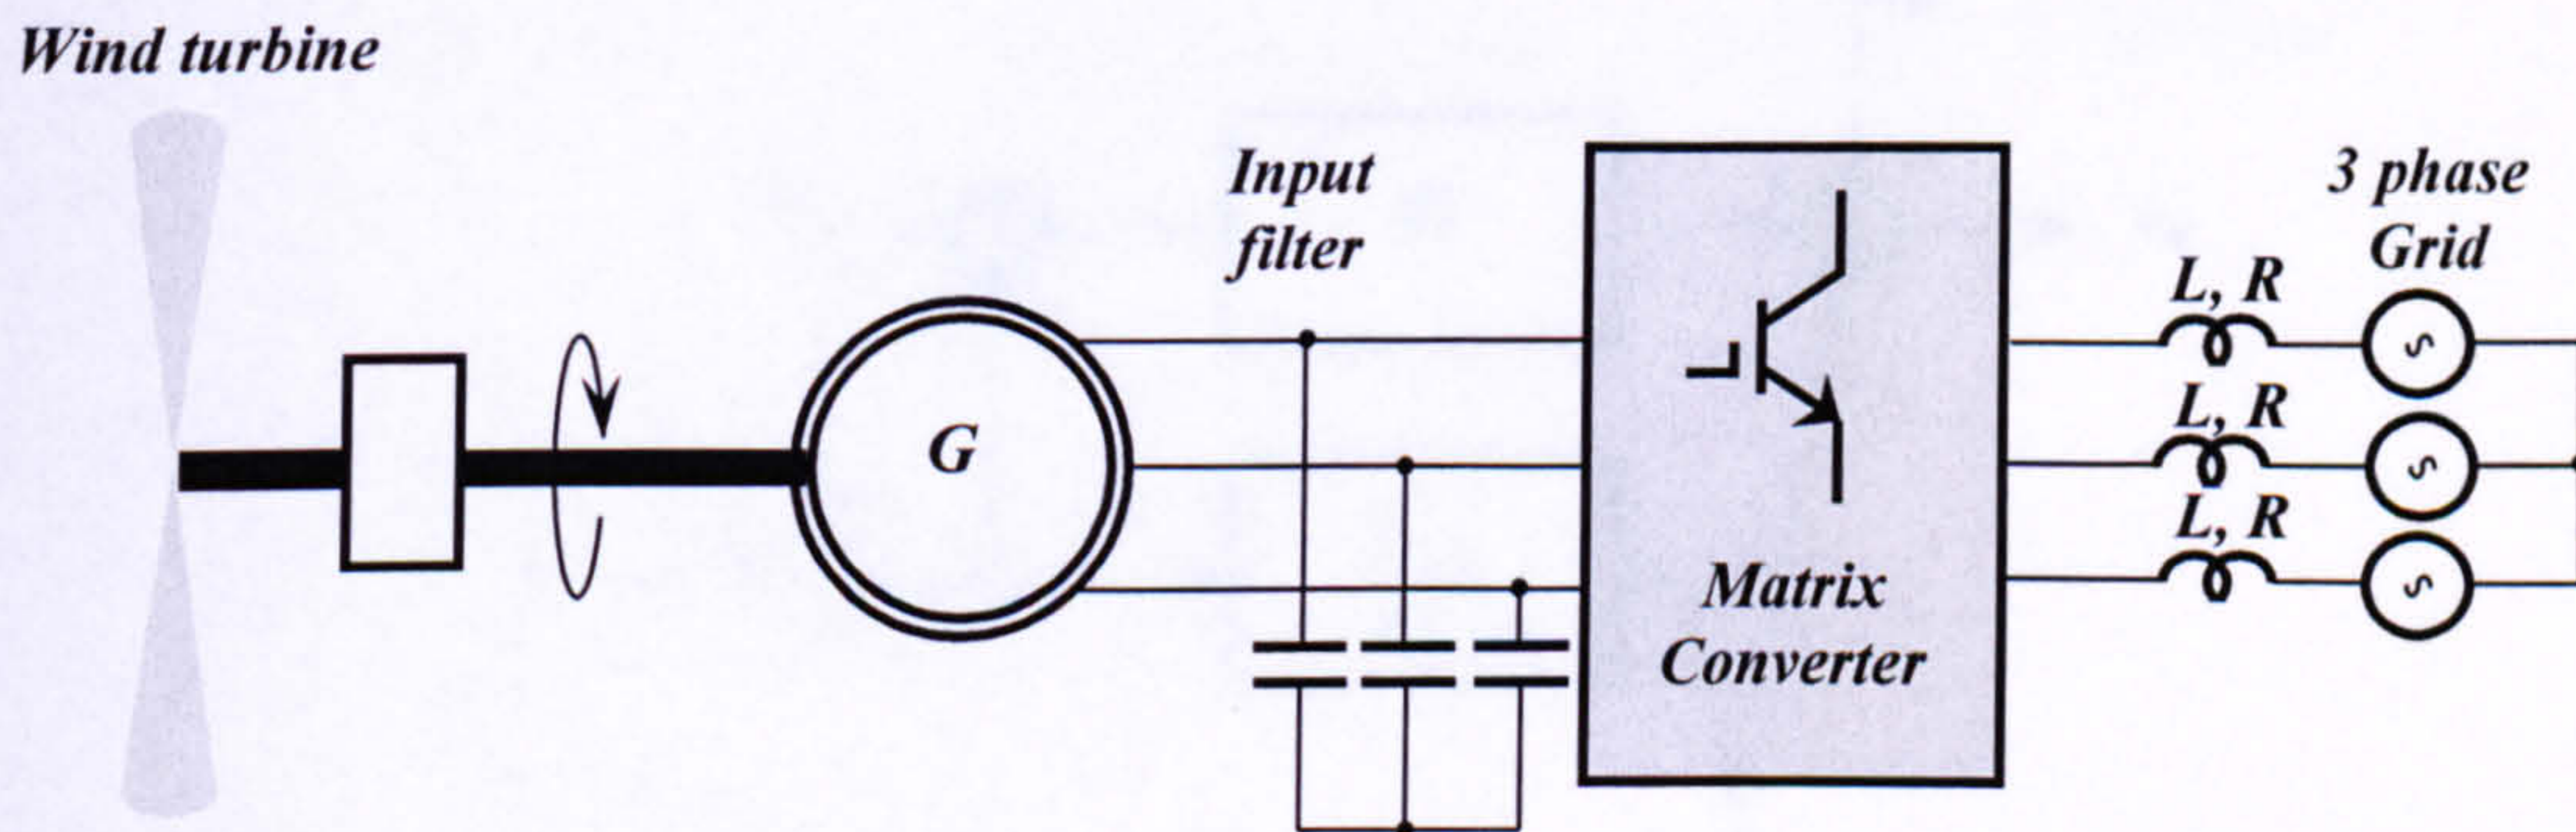 Wind turbine
Input
filter
3 phase
Grid
L, R
L, R
L, R
G
Matrix
Converter